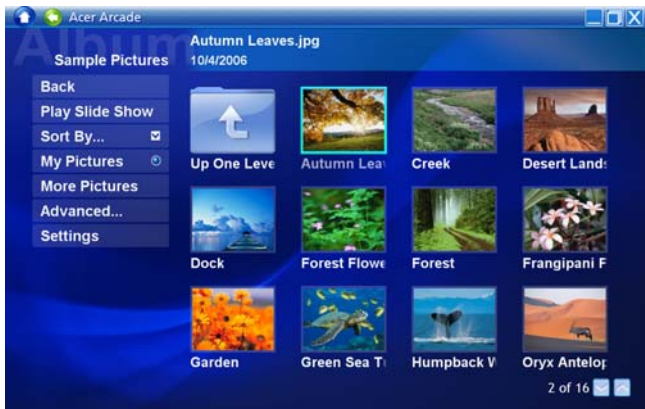 Acer Arcade
Album
Autumn Leaves.jpg
Sample Pictures
10/4/2006
Back
Play Slide Show
Sort By...
My Pictures
More Pictures
Advanced...
Settings
Up One Leve
Autumn Leav
Creek
Desert Lands
Dock
Forest Flowe
Forest
Frangipani F
Garden
Green Sea T
Humpback W
Oryx Antelop
2 of 16